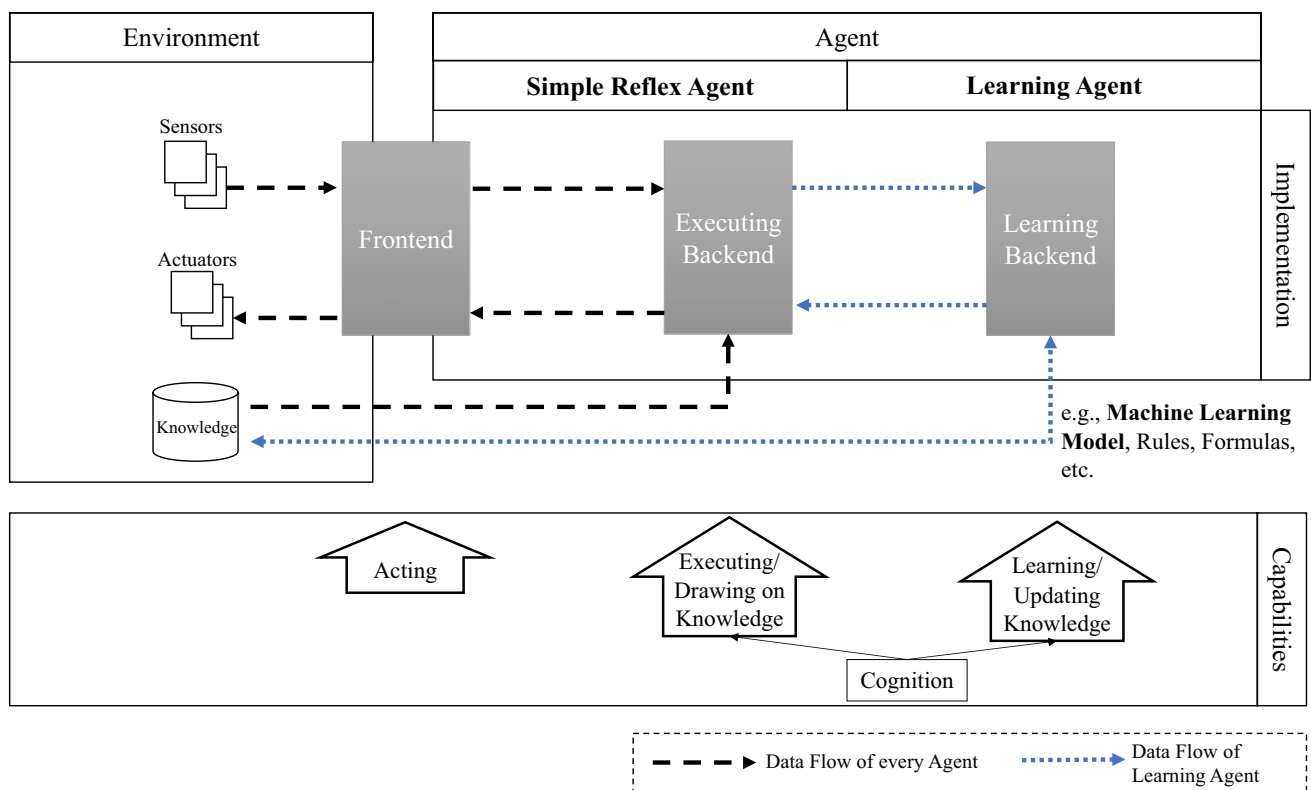 Environment
Agent
Simple Reflex Agent
Learning Agent
Implementation
Sensors
Frontend
Executing
Backend
Learning
Backend
Actuators
Knowledge
e.g., Machine Learning
Model, Rules, Formulas,
etc.
Capabilities
Acting
Executing/
Drawing on
Knowledge
Learning/
Updating
Knowledge
Cognition
Data Flow of every Agent
Data Flow of
Learning Agent